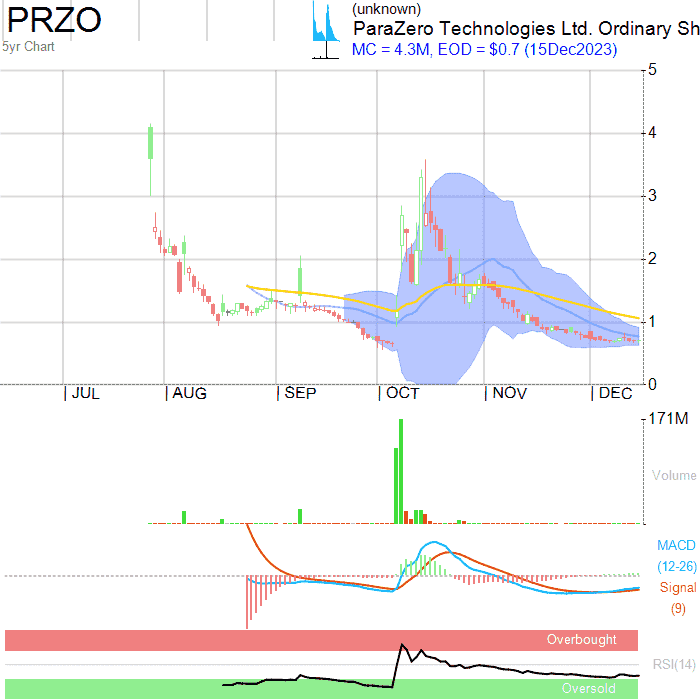 PRZO
(unknown)
ParaZero Technologies Ltd. Ordinary Sh
5yr Chart
MC = 4.3M, EOD = $0.7 (15Dec2023)
5
4
3
2
1
0
| JUL | AUG | SEP | OCT | NOV | DEC
171M
Volume
MACD
(12-26)
Signal
(9)
Overbought
RSI(14)
Oversold